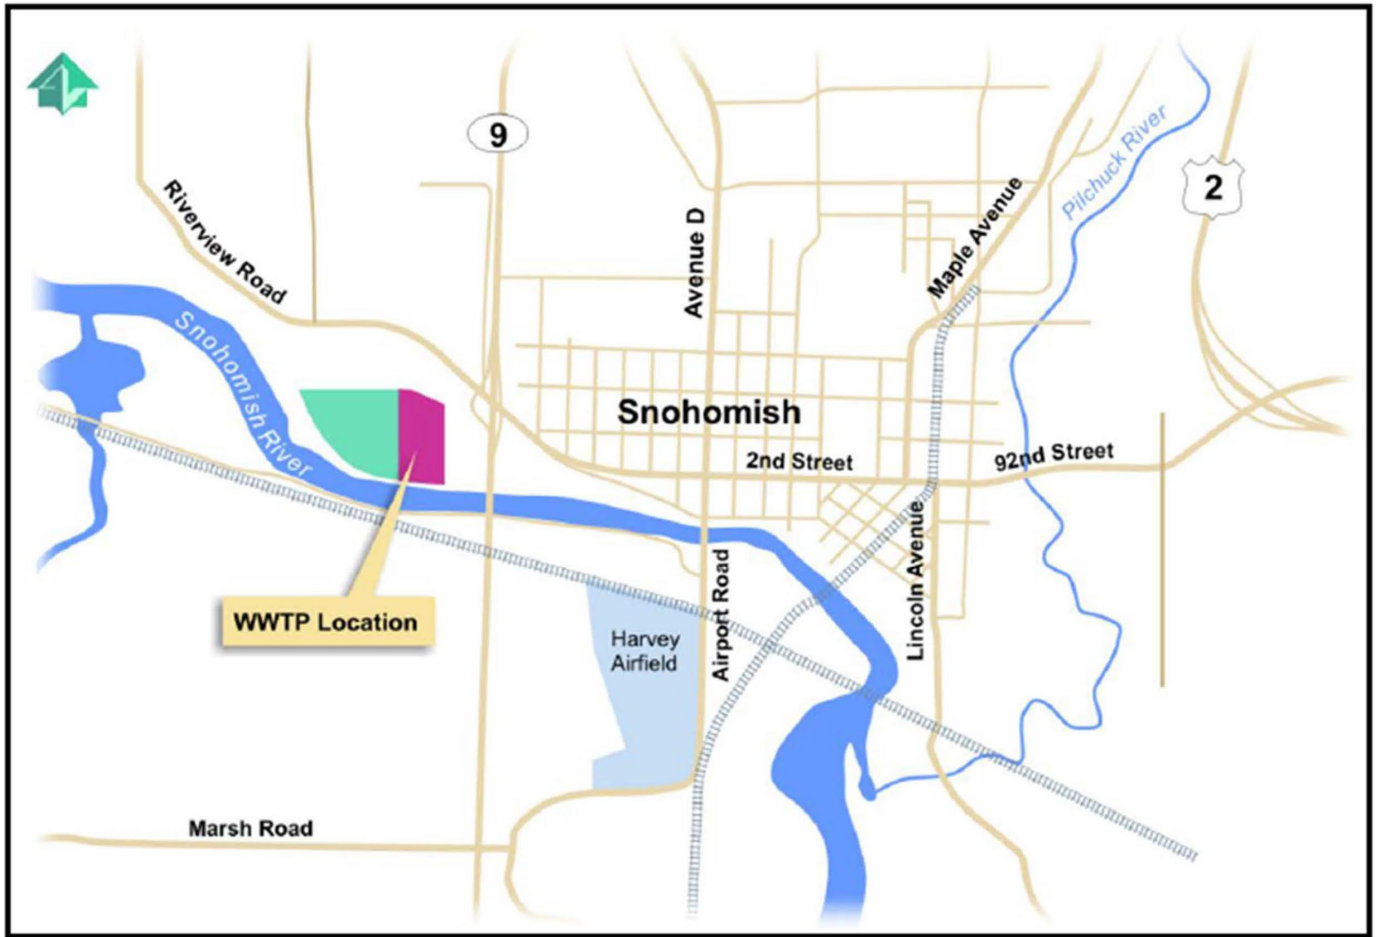 9
Pilchuck River
2
Riverview Road
Avenue D
Maple Avenue
Snohomish River
Snohomish
2nd Street
92nd Street
Lincoln Avenue
Airport Road
WWTP Location
Harvey
Airfield
Marsh Road